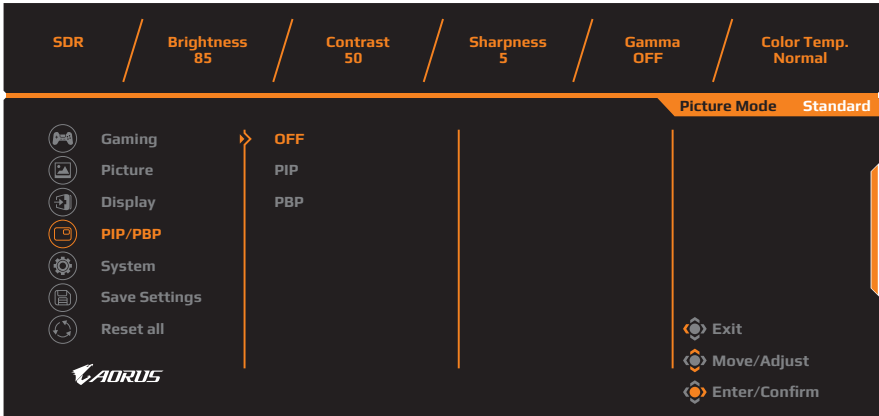 SDR
Brightness
85
Contrast
50
Sharpness
5
Gamma
OFF
Color Temp.
Normal
Picture Mode Standard
Gaming
Picture
Display
PIP/PBP
System
Save Settings
Reset all
OFF
PIP
PBP
Exit
Move/Adjust
Enter/Confirm
AORUS